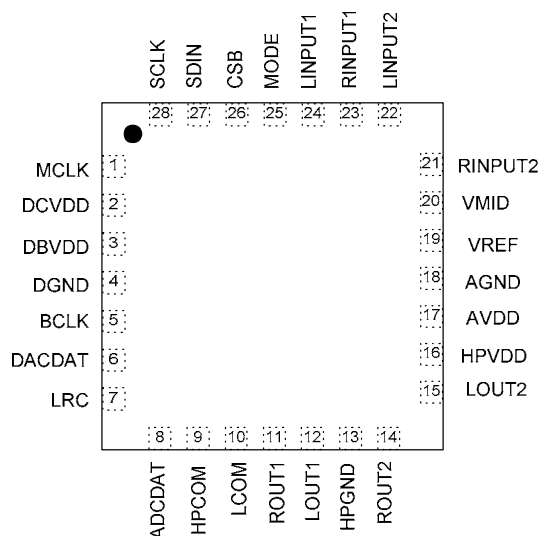 SCLK
SDIN
CSB
MODE
LINPUT1
RINPUT1
LINPUT2
28
27
26
25
24
23
22
MCLK 1
DCVDD 2
DBVDD 3
DGND 4
BCLK 5
DACDAT 6
LRC 7
21 RINPUT2
20 VMID
19 VREF
18 AGND
17 AVDD
16 HPVDD
15 LOUT2
8
9
10
11
12
13
14
ADCDAT
HPCOM
LCOM
ROUT1
LOUT1
HPGND
ROUT2